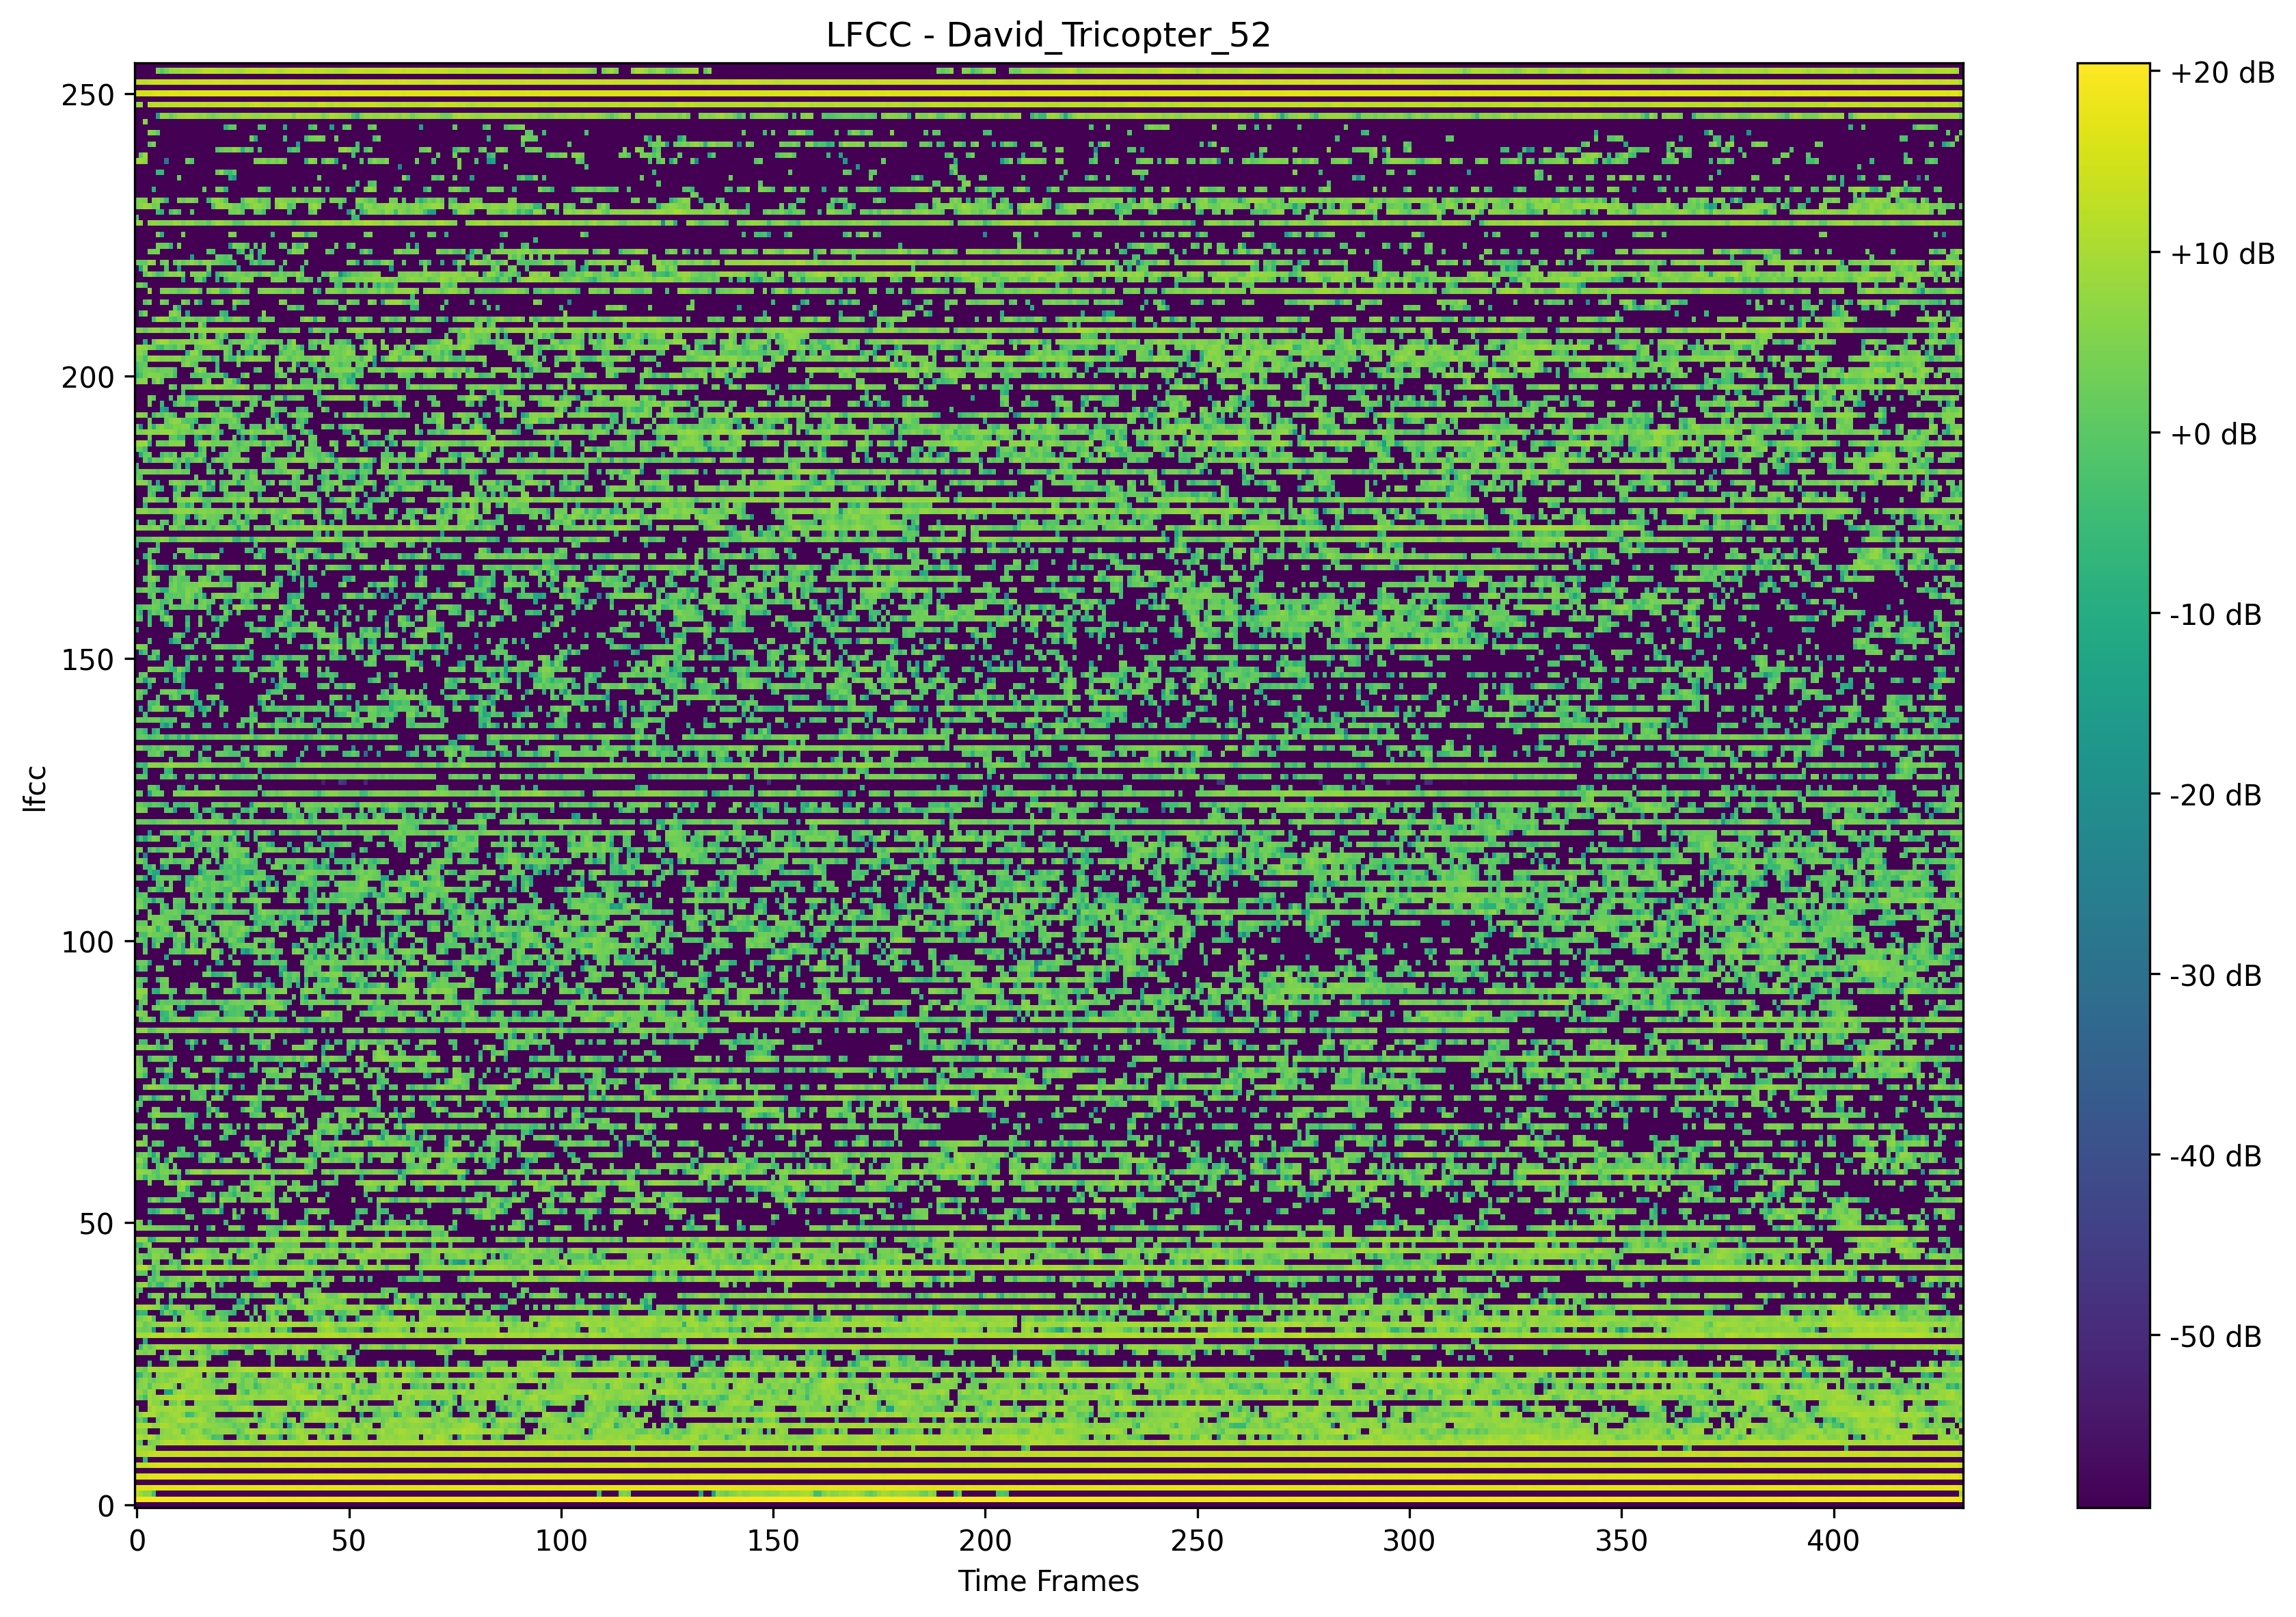 LFCC - David_Tricopter_52
250
200
150
100
50
0
lfcc
0 50 100 150 200 250 300 350 400
Time Frames
+20 dB
+10 dB
+0 dB
-10 dB
-20 dB
-30 dB
-40 dB
-50 dB